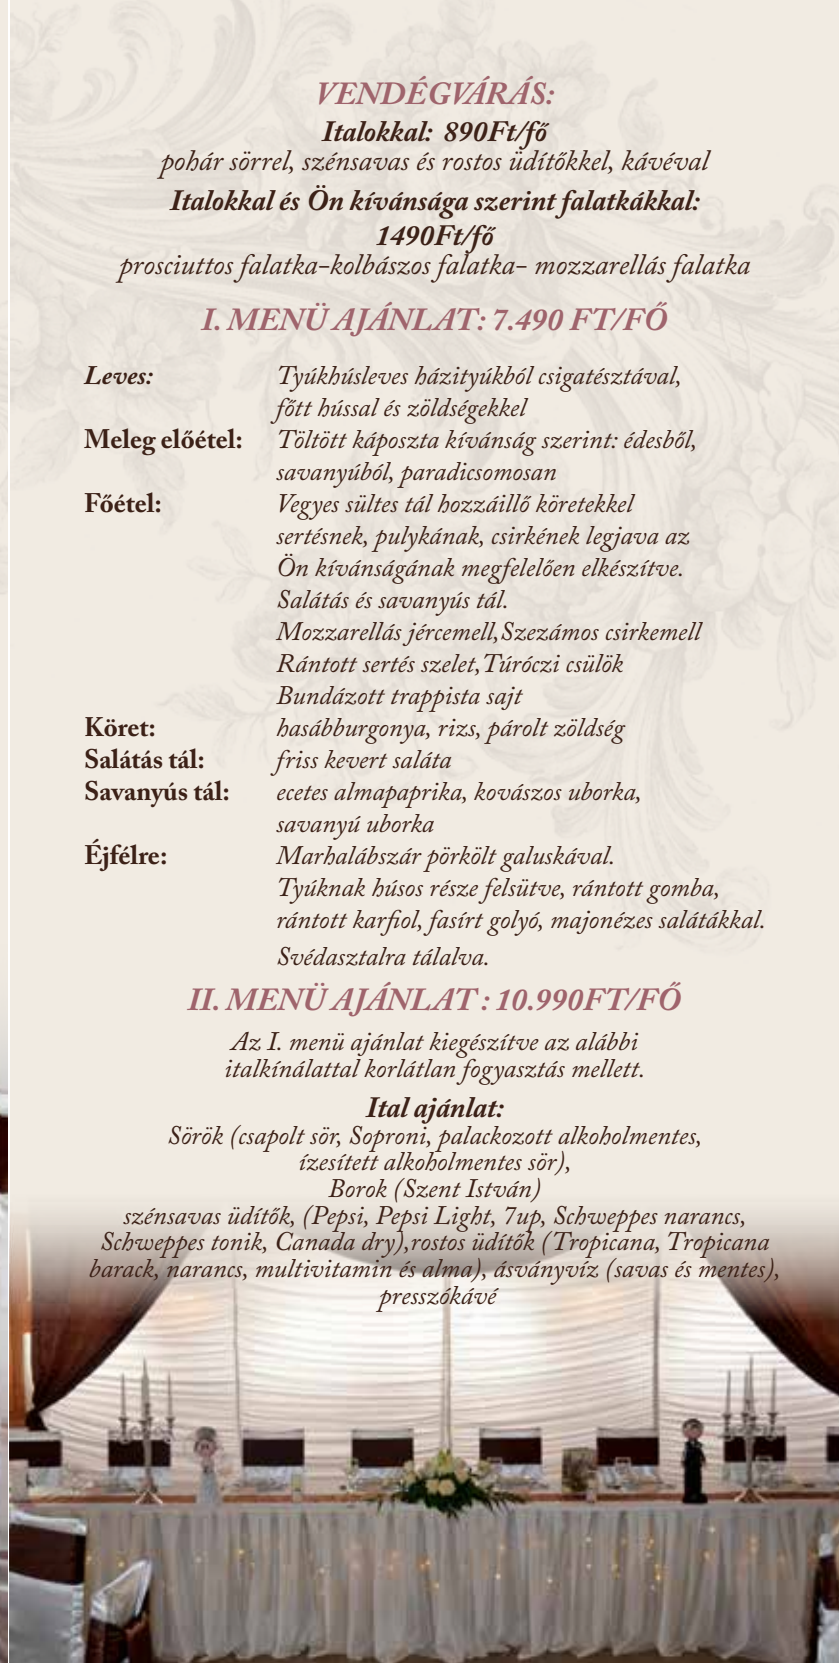 VENDÉGVÁRÁS:
Italokkal: 890Ft/fő
pohár sörrel, szénsavas és rostos üdítőkkel, kávéval
Italokkal és Ön kívánsága szerint falatkákkal:
1490Ft/fő
prosciuttos falatka-kolbászos falatka- mozzarellás falatka
I. MENÜ AJÁNLAT: 7.490 FT/FŐ
Leves: Tyúkhúsleves házityúkból csigatésztával,
főtt hússal és zöldségekkel
Meleg előétel: Töltött káposzta kívánság szerint: édesből,
savanyúból, paradicsomosan
Főétel: Vegyes sültes tál hozzáillő köretekkel
sertésnek, pulykának, csirkének legjava az
Ön kívánságának megfelelően elkészítve.
Salátás és savanyús tál.
Mozzarellás jércemell,Szezámos csirkemell
Rántott sertés szelet,Túróczi csülök
Bundázott trappista sajt
Köret: hasábburgonya, rizs, párolt zöldség
Salátás tál: friss kevert saláta
Savanyús tál: ecetes almapaprika, kovászos uborka,
savanyú uborka
Éjfélre: Marhalábszár pörkölt galuskával.
Tyúknak húsos része felsütve, rántott gomba,
rántott karfiol, fasírt golyó, majonézes salátákkal.
Svédasztalra tálalva.
II. MENÜ AJÁNLAT : 10.990FT/FŐ
Az I. menü ajánlat kiegészítve az alábbi
italkínálattal korlátlan fogyasztás mellett.
Ital ajánlat:
Sörök (csapolt sör, Soproni, palackozott alkoholmentes,
ízesített alkoholmentes sör),
Borok (Szent István)
szénsavas üdítők, (Pepsi, Pepsi Light, 7up, Schweppes narancs,
Schweppes tonik, Canada dry),rostos üdítők (Tropicana, Tropicana
barack, narancs, multivitamin és alma), ásványvíz (savas és mentes),
presszókávé